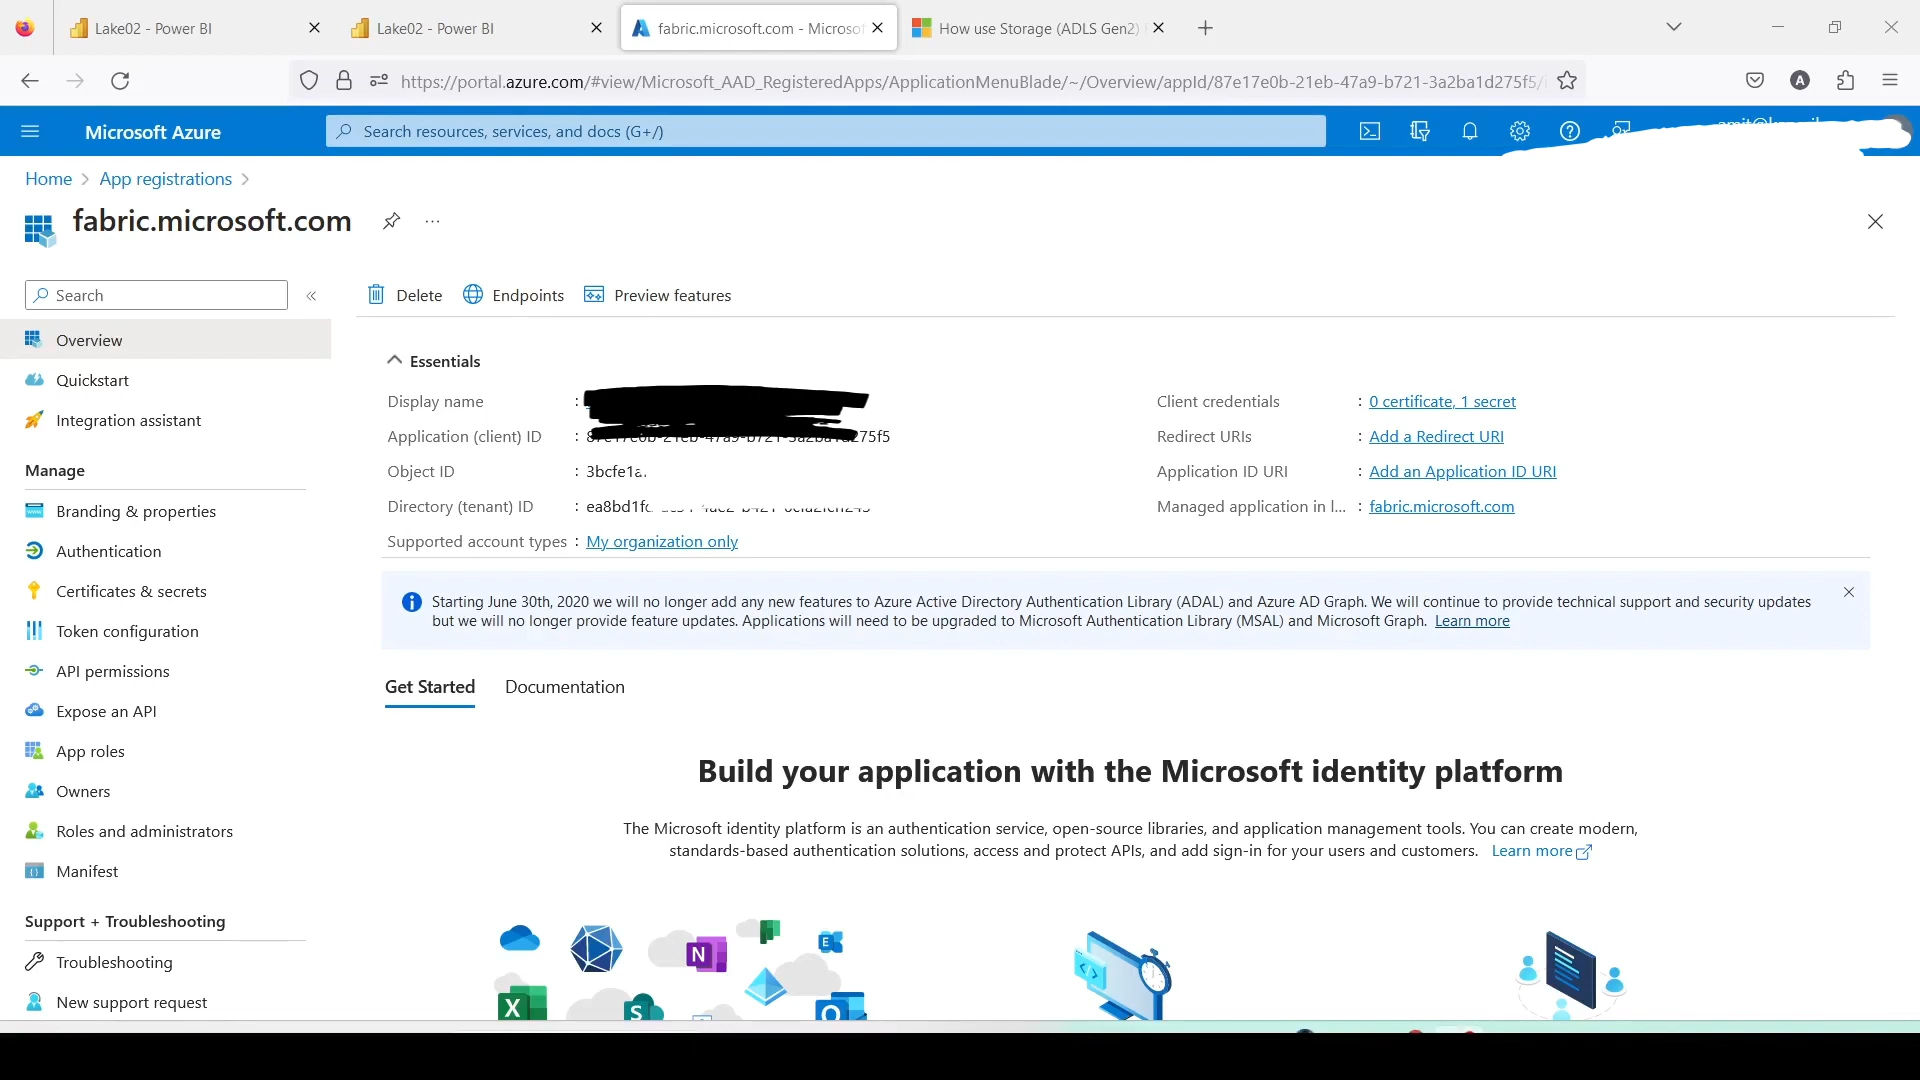 Lake02 - Power BI
Lake02 - Power BI
fabric.microsoft.com - Microsof
How use Storage (ADLS Gen2)
https://portal.azure.com/#view/Microsoft_AAD_RegisteredApps/ApplicationMenuBlade/~/Overview/appId/87e17e0b-21eb-47a9-b721-3a2ba1d275f5/
A
Microsoft Azure
Search resources, services, and docs (G+/)
Home > App registrations >
fabric.microsoft.com
Search
Delete
Endpoints
Preview features
Overview
Quickstart
Integration assistant
Manage
Branding & properties
Authentication
Certificates & secrets
Token configuration
API permissions
Expose an API
App roles
Owners
Roles and administrators
Manifest
Support + Troubleshooting
Troubleshooting
New support request
Essentials
Display name :
Application (client) ID : 275f5
Object ID : 3bcfe1a
Directory (tenant) ID : ea8bd1f
Supported account types : My organization only
Client credentials : 0 certificate, 1 secret
Redirect URIs : Add a Redirect URI
Application ID URI : Add an Application ID URI
Managed application in l... : fabric.microsoft.com
Starting June 30th, 2020 we will no longer add any new features to Azure Active Directory Authentication Library (ADAL) and Azure AD Graph. We will continue to provide technical support and security updates
but we will no longer provide feature updates. Applications will need to be upgraded to Microsoft Authentication Library (MSAL) and Microsoft Graph. Learn more
Get Started
Documentation
Build your application with the Microsoft identity platform
The Microsoft identity platform is an authentication service, open-source libraries, and application management tools. You can create modern,
standards-based authentication solutions, access and protect APIs, and add sign-in for your users and customers. Learn more
N
E
X
S
O